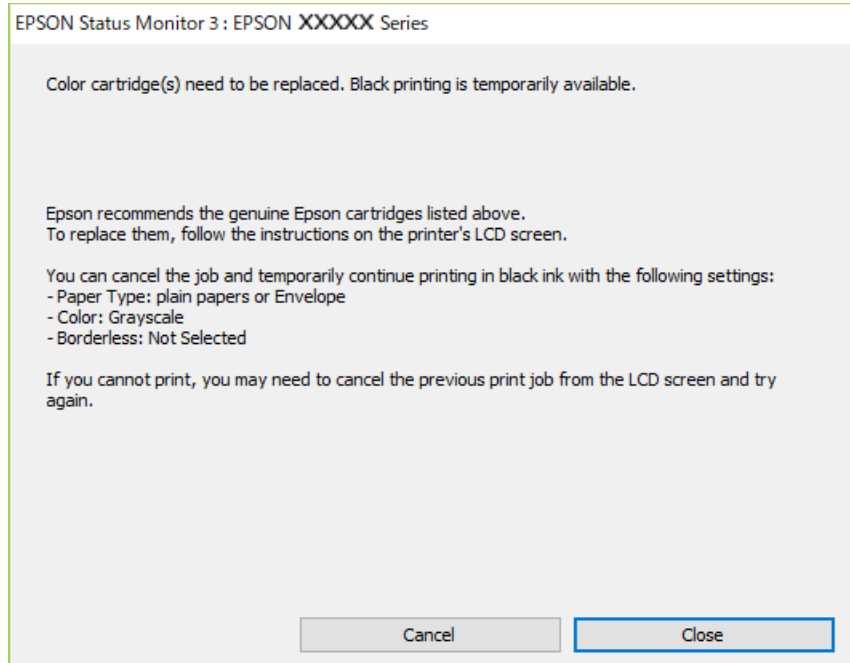 EPSON Status Monitor 3 : EPSON XXXXX Series
Color cartridge(s) need to be replaced. Black printing is temporarily available.
Epson recommends the genuine Epson cartridges listed above.
To replace them, follow the instructions on the printer's LCD screen.
You can cancel the job and temporarily continue printing in black ink with the following settings:
- Paper Type: plain papers or Envelope
- Color: Grayscale
- Borderless: Not Selected
If you cannot print, you may need to cancel the previous print job from the LCD screen and try
again.
Cancel
Close